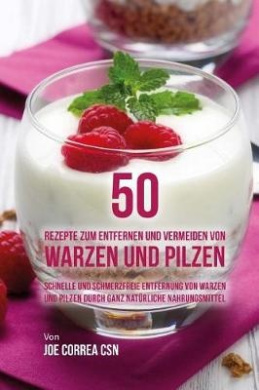 50
REZEPTE ZUM ENTFERNEN UND VERMEIDEN VON
WARZEN UND PILZEN
SCHNELLE UND SCHMERZFREIE ENTFERNUNG VON WARZEN
UND PILZEN DURCH GANZ NATÜRLICHE NAHRUNGSMITTEL
Von
JOE CORREA CSN